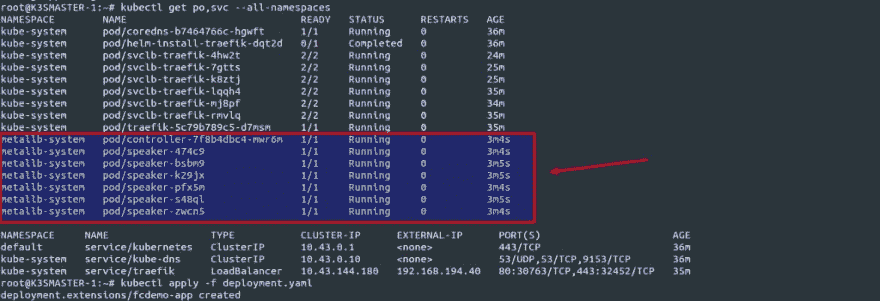 root@K3SMASTER-1:~# kubectl get po,svc --all-namespaces
NAMESPACE NAME READY STATUS RESTARTS AGE
kube-system pod/coredns-b7464766c-hgwft 1/1 Running 0 36m
kube-system pod/helm-install-traefik-dqt2d 0/1 Completed 0 36m
kube-system pod/svclb-traefik-4hw2t 2/2 Running 0 24m
kube-system pod/svclb-traefik-7gtts 2/2 Running 0 25m
kube-system pod/svclb-traefik-k8ztj 2/2 Running 0 25m
kube-system pod/svclb-traefik-lqqh4 2/2 Running 0 35m
kube-system pod/svclb-traefik-mj8pf 2/2 Running 0 34m
kube-system pod/svclb-traefik-rmvlq 2/2 Running 0 35m
kube-system pod/traefik-5c79b789c5-d7msm 1/1 Running 0 35m
metallb-system pod/controller-7f8b4dbc4-mwr6m 1/1 Running 0 3m4s
metallb-system pod/speaker-474c9 1/1 Running 0 3m4s
metallb-system pod/speaker-bsbm9 1/1 Running 0 3m5s
metallb-system pod/speaker-k29jx 1/1 Running 0 3m5s
metallb-system pod/speaker-pfx5m 1/1 Running 0 3m4s
metallb-system pod/speaker-s48ql 1/1 Running 0 3m5s
metallb-system pod/speaker-zwcn5 1/1 Running 0 3m4s
NAMESPACE NAME TYPE CLUSTER-IP EXTERNAL-IP PORT(S) AGE
default service/kubernetes ClusterIP 10.43.0.1 <none> 443/TCP 36m
kube-system service/kube-dns ClusterIP 10.43.0.10 <none> 53/UDP,53/TCP,9153/TCP 36m
kube-system service/traefik LoadBalancer 10.43.144.180 192.168.194.40 80:30763/TCP,443:32452/TCP 35m
root@K3SMASTER-1:~# kubectl apply -f deployment.yaml
deployment.extensions/fcdemo-app created